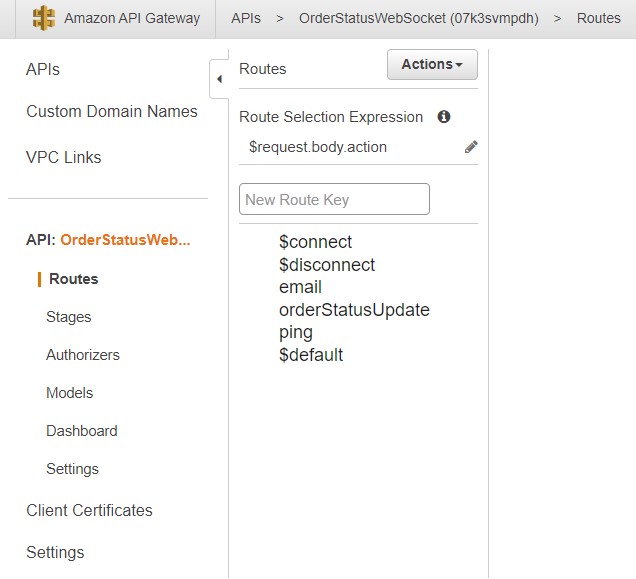 Amazon API Gateway
APIs > OrderStatusWebSocket (07k3svmpdh) > Routes
APIs
Custom Domain Names
VPC Links
API: OrderStatusWeb...
Routes
Stages
Authorizers
Models
Dashboard
Settings
Client Certificates
Settings
Routes
Actions
Route Selection Expression
$request.body.action
New Route Key
$connect
$disconnect
email
orderStatusUpdate
ping
$default